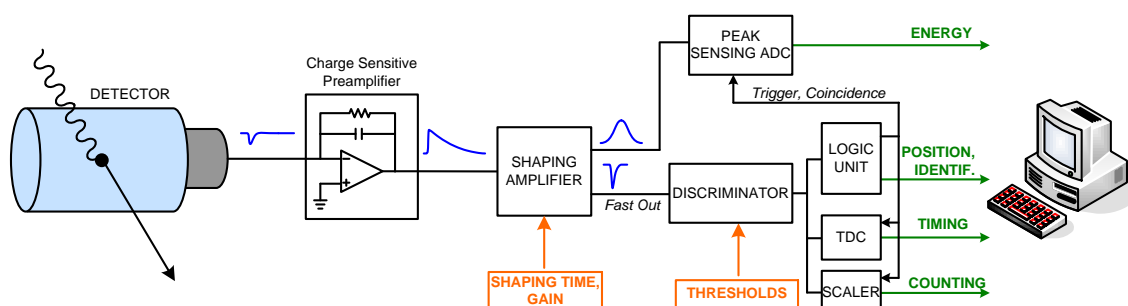 DETECTOR
Charge Sensitive
Preamplifier
SHAPING
AMPLIFIER
SHAPING TIME,
GAIN
Fast Out
PEAK
SENSING ADC
ENERGY
Trigger, Coincidence
DISCRIMINATOR
THRESHOLDS
LOGIC
UNIT
POSITION,
IDENTIF.
TDC
TIMING
SCALER
COUNTING